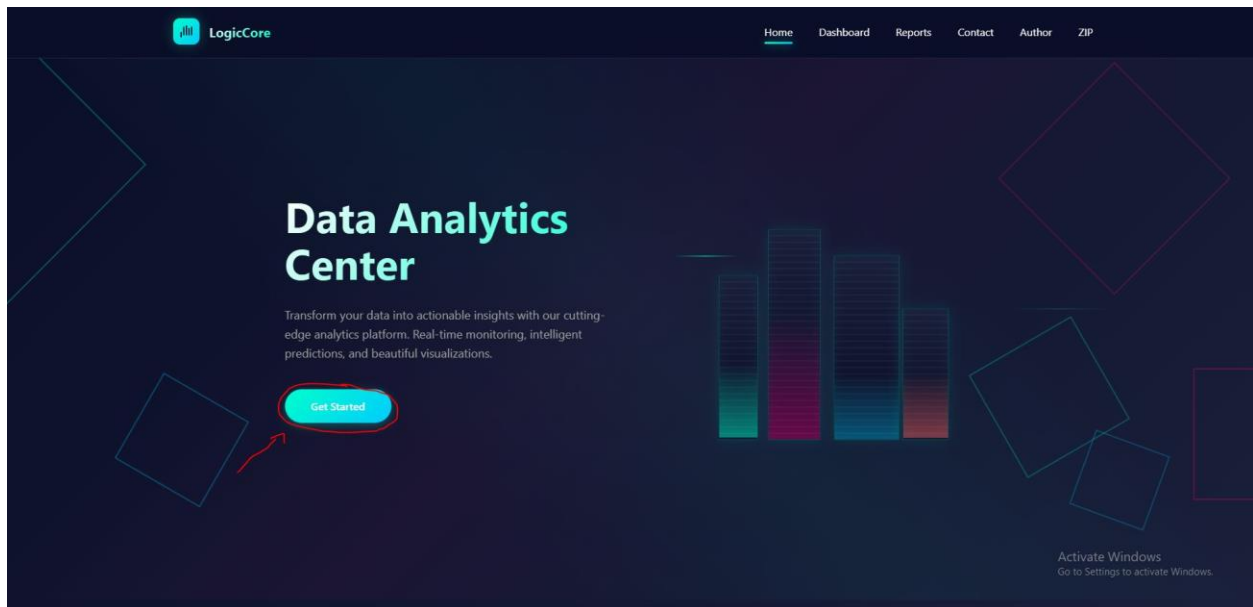 LogicCore
Home Dashboard Reports Contact Author ZIP
Data Analytics
Center
Transform your data into actionable insights with our cutting-
edge analytics platform. Real-time monitoring, intelligent
predictions, and beautiful visualizations.
Get Started
Activate Windows
Go to Settings to activate Windows.